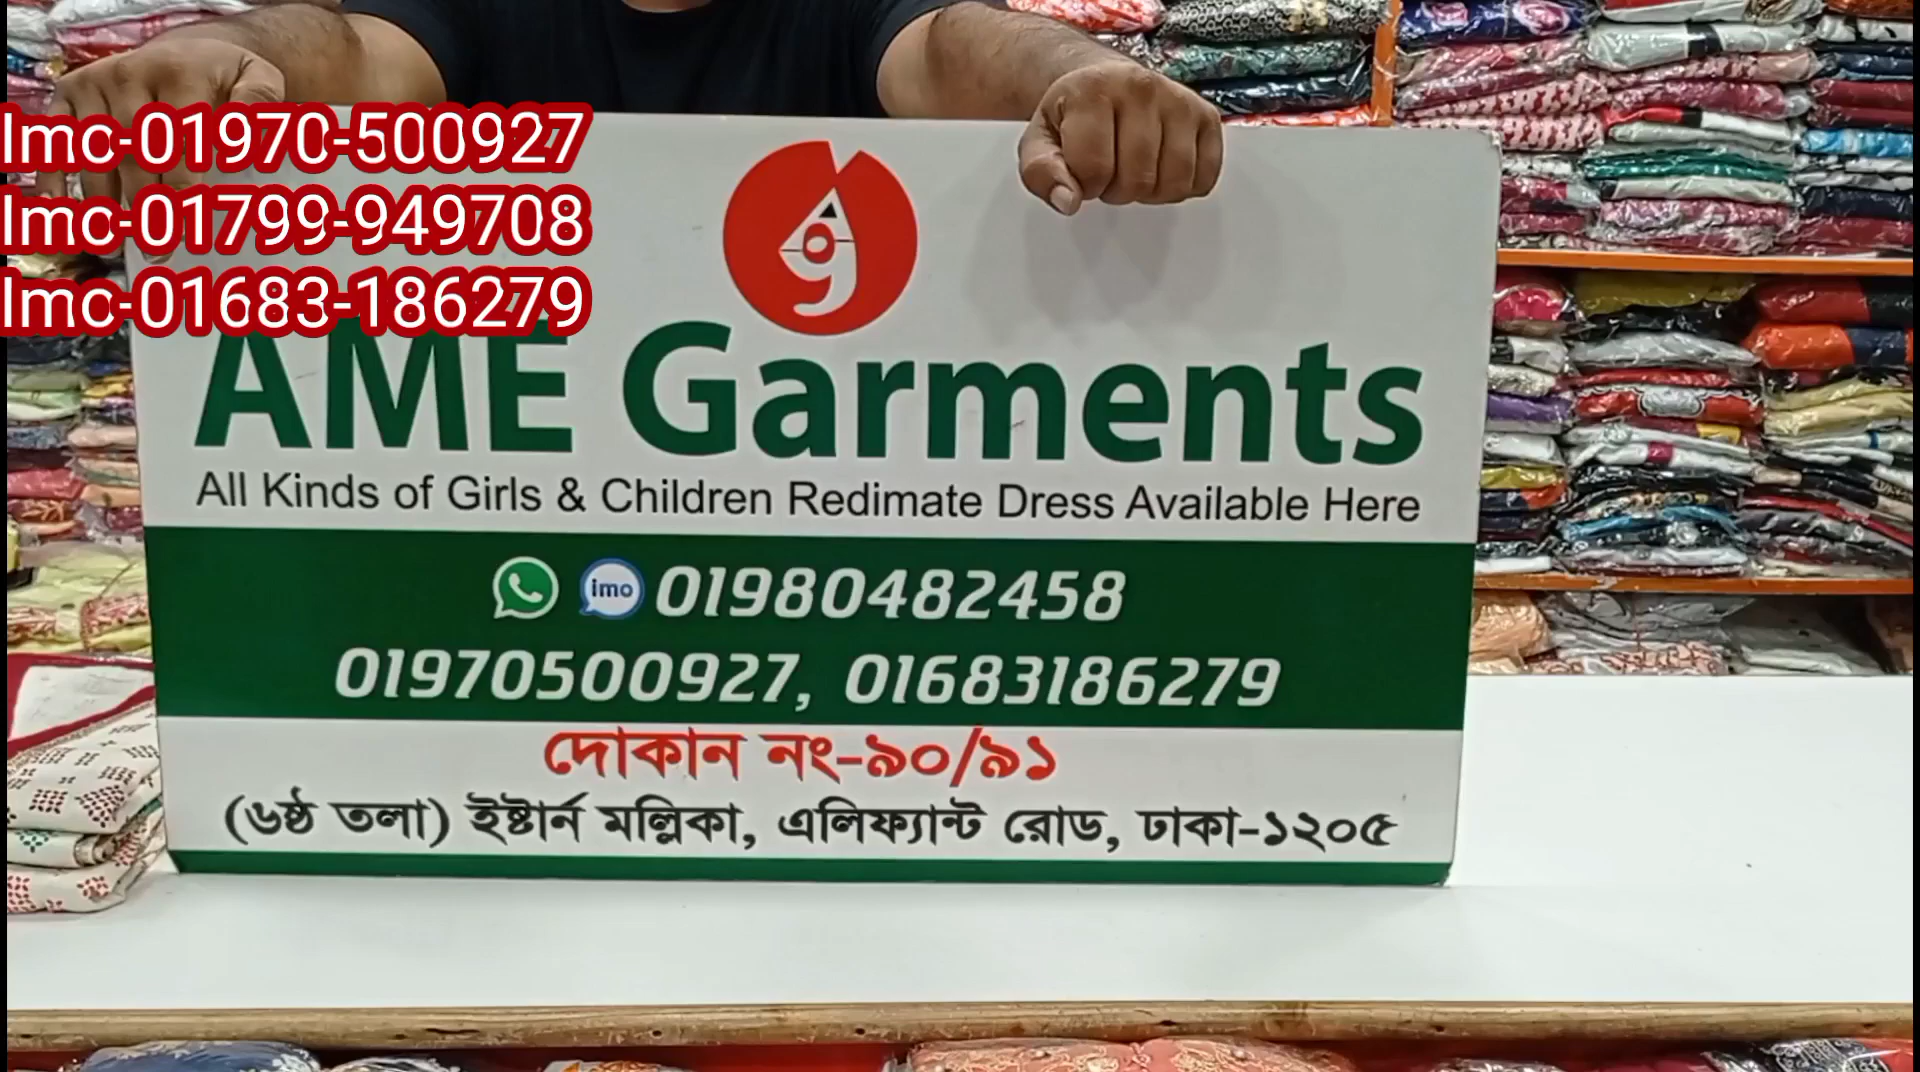 Imo-01970-500927
Imo-01799-949708
Imo-01683-186279
AME Garments
All Kinds of Girls & Children Redimate Dress Available Here
imo 01980482458
01970500927, 01683186279
দোকান নং-৯০/৯১
(৬ষ্ঠ তলা) ইষ্টার্ন মল্লিকা, এলিফ্যান্ট রোড, ঢাকা-১২০৫